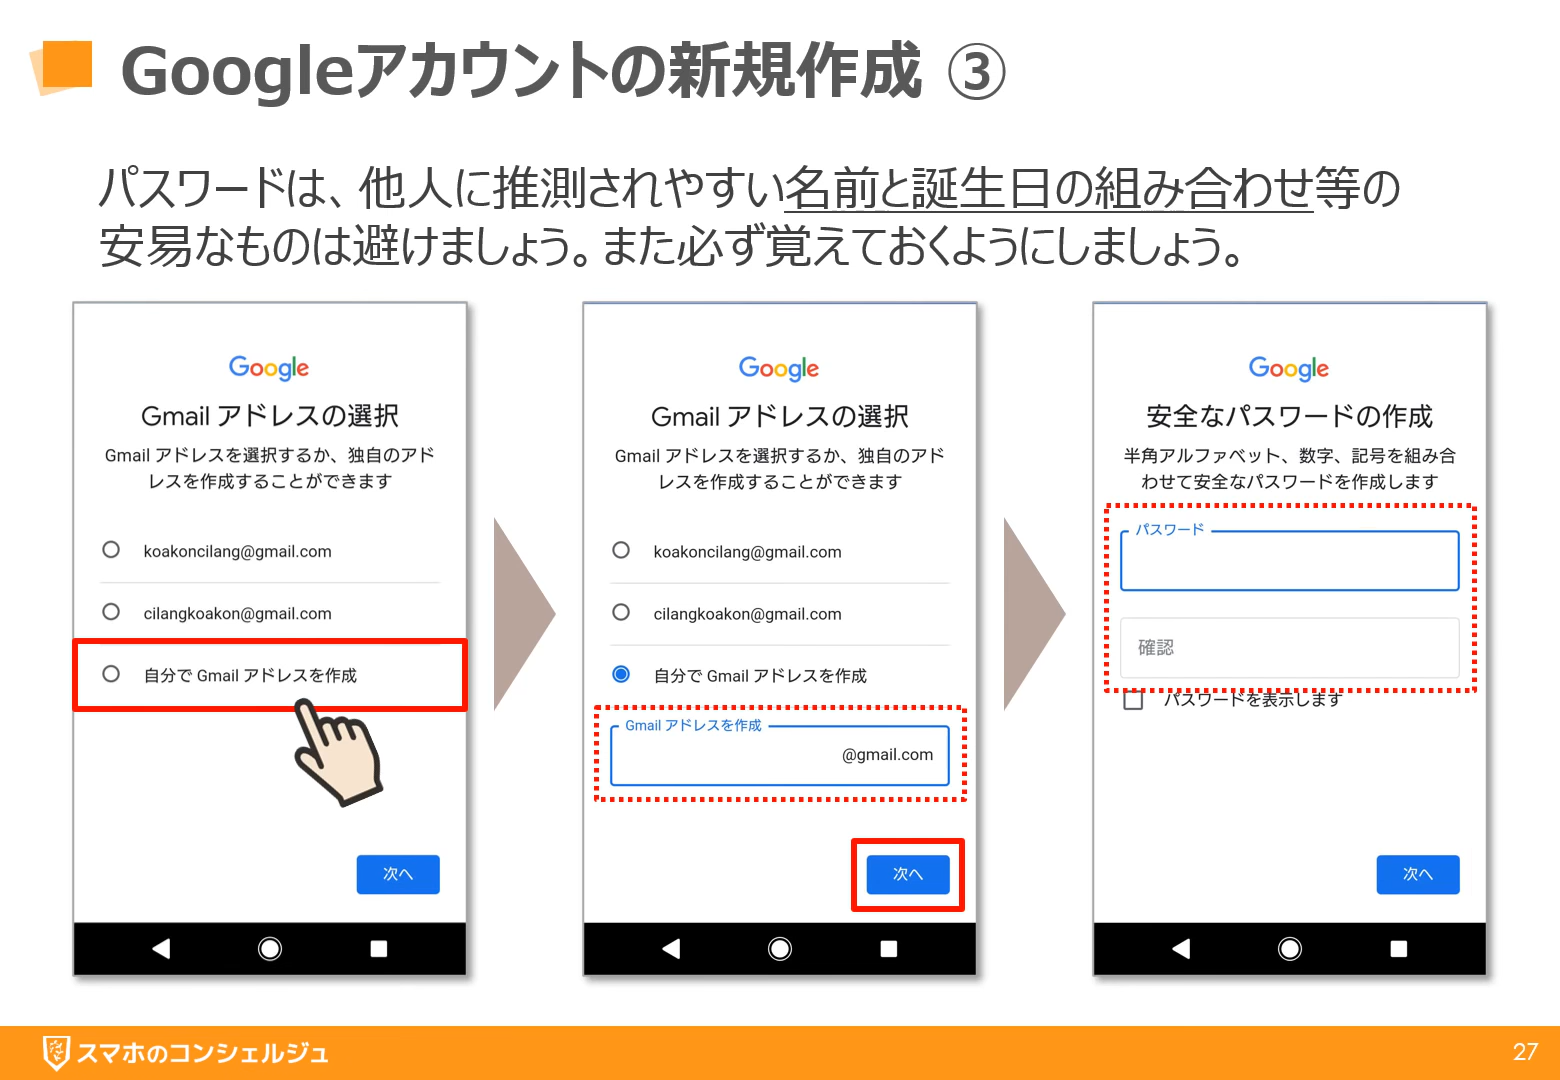 Googleアカウントの新規作成 ③
パスワードは、他人に推測されやすい名前と誕生日の組み合わせ等の
安易なものは避けましょう。また必ず覚えておくようにしましょう。
Google
Gmail アドレスの選択
Gmail アドレスを選択するか、独自のアド
レスを作成することができます
koakoncilang@gmail.com
cilangkoakon@gmail.com
自分で Gmail アドレスを作成
次へ
Google
Gmail アドレスの選択
Gmail アドレスを選択するか、独自のアド
レスを作成することができます
koakoncilang@gmail.com
cilangkoakon@gmail.com
自分で Gmail アドレスを作成
Gmail アドレスを作成
@gmail.com
次へ
Google
安全なパスワードの作成
半角アルファベット、数字、記号を組み合
わせて安全なパスワードを作成します
パスワード
確認
パスワードを表示します
次へ
スマホのコンシェルジュ
27